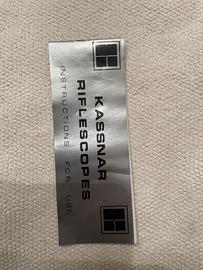 KASSNAR
RIFLESCOPES
INSTRUCTIONS FOR USE